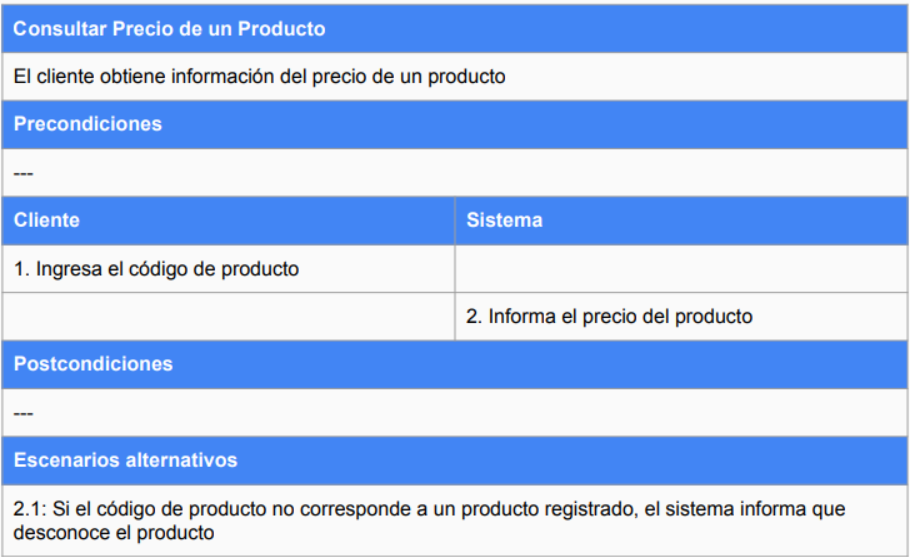 Consultar Precio de un Producto
El cliente obtiene información del precio de un producto
Precondiciones
---
Cliente
Sistema
1. Ingresa el código de producto
2. Informa el precio del producto
Postcondiciones
---
Escenarios alternativos
2.1: Si el código de producto no corresponde a un producto registrado, el sistema informa que
desconoce el producto